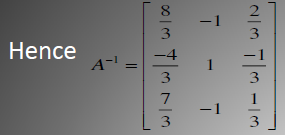 Hence A⁻¹ = [ 8/3 −1 2/3
−4/3 1 −1/3
7/3 −1 1/3 ]